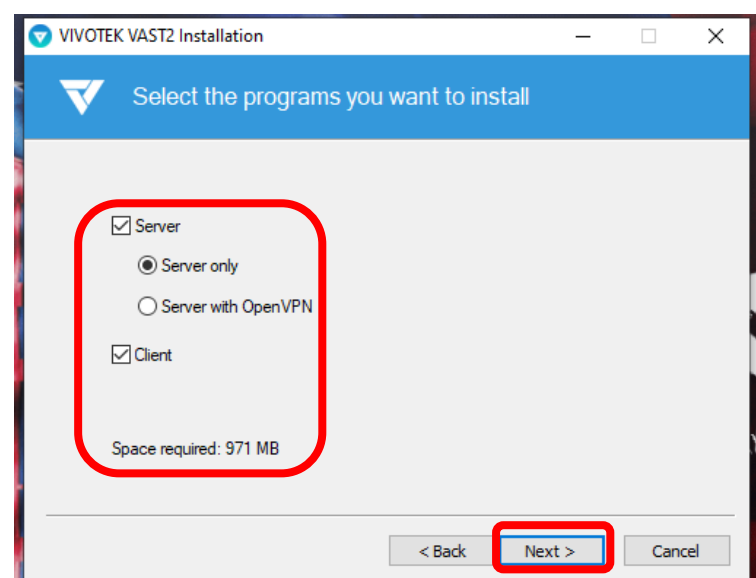 VIVOTEK VAST2 Installation
Select the programs you want to install
Server
Server only
Server with OpenVPN
Client
Space required: 971 MB
< Back
Next >
Cancel